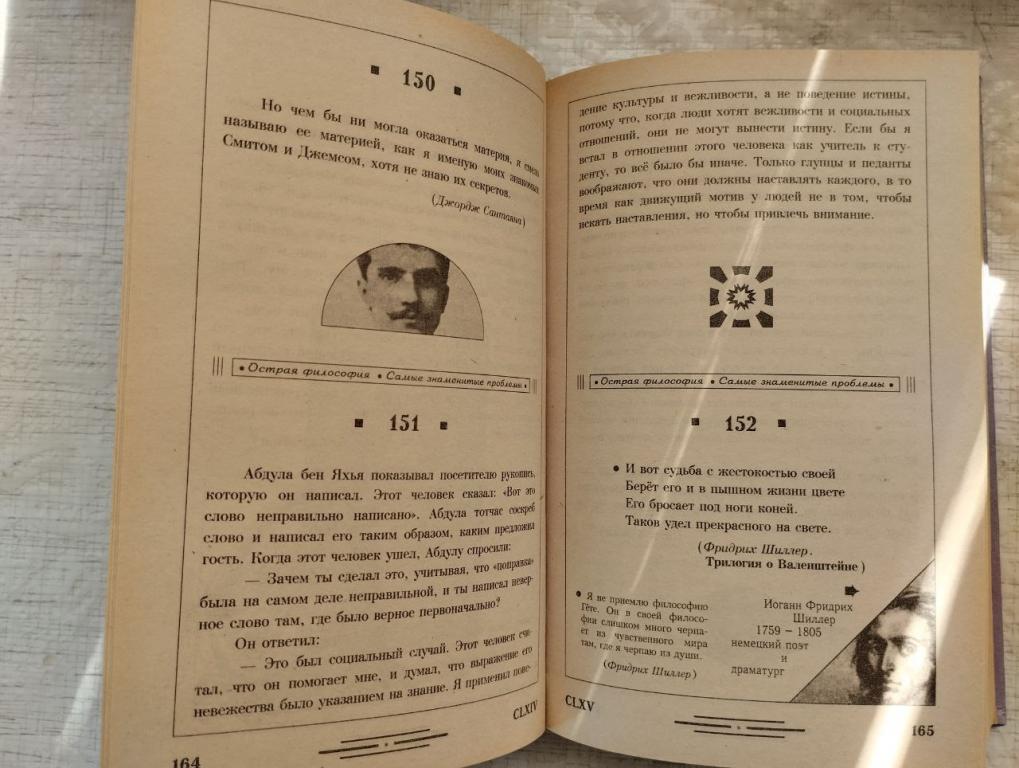 150
Но чем бы ни могла оказаться материя, я смело
называю ее материей, как я именую моих знакомых
Смитом и Джемсом, хотя не знаю их секретов.
(Джордж Сантаяна)
• Острая философия • Самые знаменитые проблемы •
151
Абдула бен Яхья показывал посетителю рукопись,
которую он написал. Этот человек сказал: «Вот это
слово неправильно написано». Абдула тотчас соскреб
слово и написал его таким образом, каким предложил
гость. Когда этот человек ушел, Абдулу спросили:
— Зачем ты сделал это, учитывая, что «поправка»
была на самом деле неправильной, и ты написал невер-
ное слово там, где было верное первоначально?
Он ответил:
— Это был социальный случай. Этот человек счи-
тал, что он помогает мне, и думал, что выражение его
невежества было указанием на знание. Я применил пове-
CLXIV
164
дение культуры и вежливости, а не поведение истины,
потому что, когда люди хотят вежливости и социальных
отношений, они не могут вынести истину. Если бы я
встал в отношении этого человека как учитель к сту-
денту, то всё было бы иначе. Только глупцы и педанты
воображают, что они должны наставлять каждого, в то
время как движущий мотив у людей не в том, чтобы
искать наставления, но чтобы привлечь внимание.
• Острая философия • Самые знаменитые проблемы •
152
• И вот судьба с жестокостью своей
Берёт его и в пышном жизни цвете
Его бросает под ноги коней.
Таков удел прекрасного на свете.
(Фридрих Шиллер.
Трилогия о Валенштейне)
• Я не приемлю философию
Гёте. Он в своей филосо-
фии слишком много черпа-
ет из чувственного мира
там, где я черпаю из души.
(Фридрих Шиллер)
Иоганн Фридрих
Шиллер
1759 – 1805
немецкий поэт
и
драматург
CLXV
165